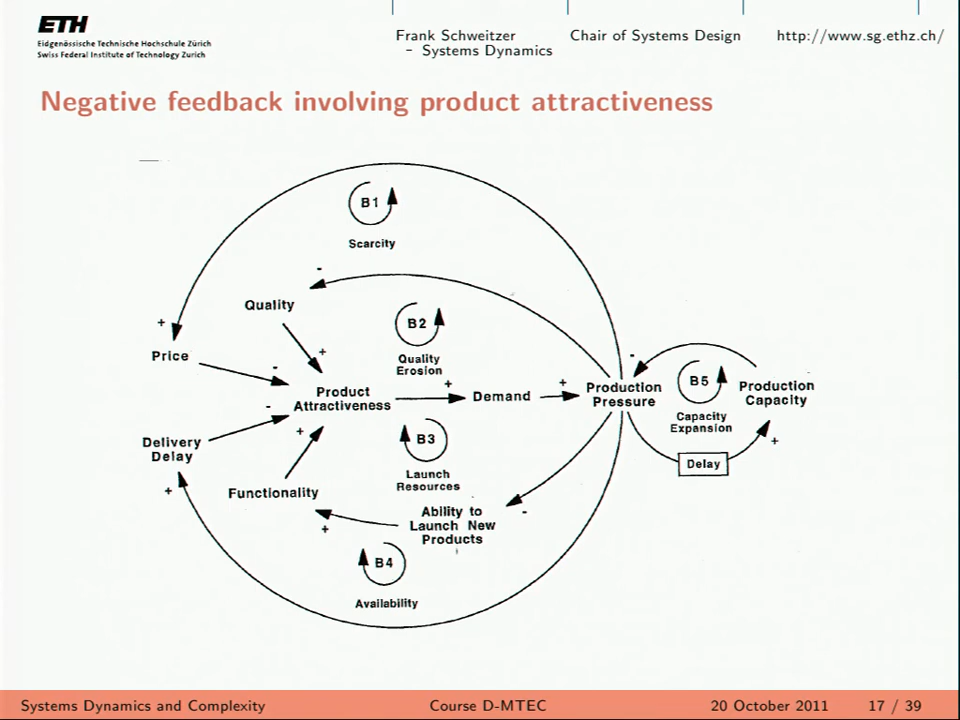 ETH
Eidgenössische Technische Hochschule Zürich
Swiss Federal Institute of Technology Zurich
Frank Schweitzer
– Systems Dynamics
Chair of Systems Design
http://www.sg.ethz.ch/
Negative feedback involving product attractiveness
B1
Scarcity
-
Quality
+
Price
-
+
B2
Quality
Erosion
Product
Attractiveness
+
Demand
+
Production
Pressure
-
B5
Capacity
Expansion
Production
Capacity
+
Delay
-
Delivery
Delay
+
+
B3
Launch
Resources
Functionality
+
Ability to
Launch New
Products
-
B4
Availability
Systems Dynamics and Complexity
Course D-MTEC
20 October 2011
17 / 39